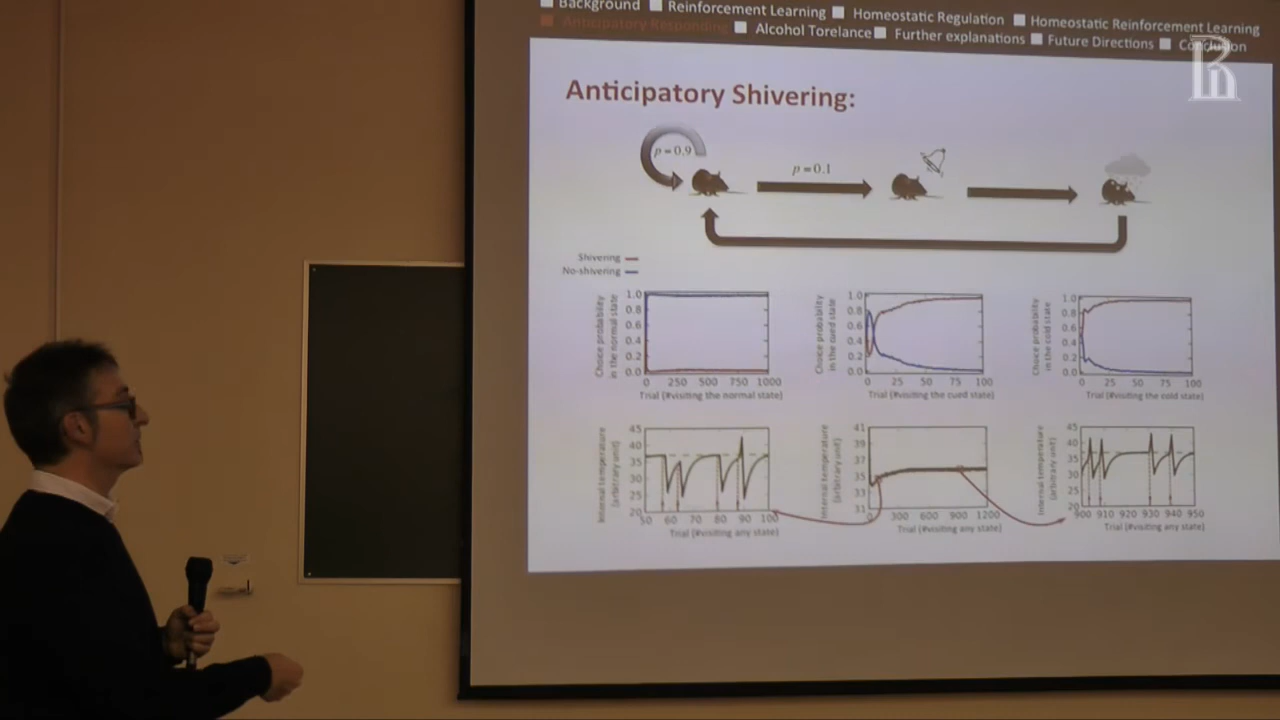 Background Reinforcement Learning Homeostatic Regulation Homeostatic Reinforcement Learning
Anticipatory Responding Alcohol Torelance Further explanations Future Directions Conclusion
Anticipatory Shivering:
p=0.9
p=0.1
Shivering
No-shivering
Choice probability
in the normal state
1.0
0.8
0.6
0.4
0.2
0.0
0 250 500 750 1000
Trial (#visiting the normal state)
Choice probability
in the cued state
1.0
0.8
0.6
0.4
0.2
0.0
0 25 50 75 100
Trial (#visiting the cued state)
Choice probability
in the cold state
1.0
0.8
0.6
0.4
0.2
0.0
0 25 50 75 100
Trial (#visiting the cold state)
Internal temperature
(arbitrary unit)
45
40
35
30
25
20
50 60 70 80 90 100
Trial (#visiting any state)
Internal temperature
(arbitrary unit)
41
39
37
35
33
31
300 600 900 1200
Trial (#visiting any state)
Internal temperature
(arbitrary unit)
45
40
35
30
25
20
900 910 920 930 940 950
Trial (#visiting any state)